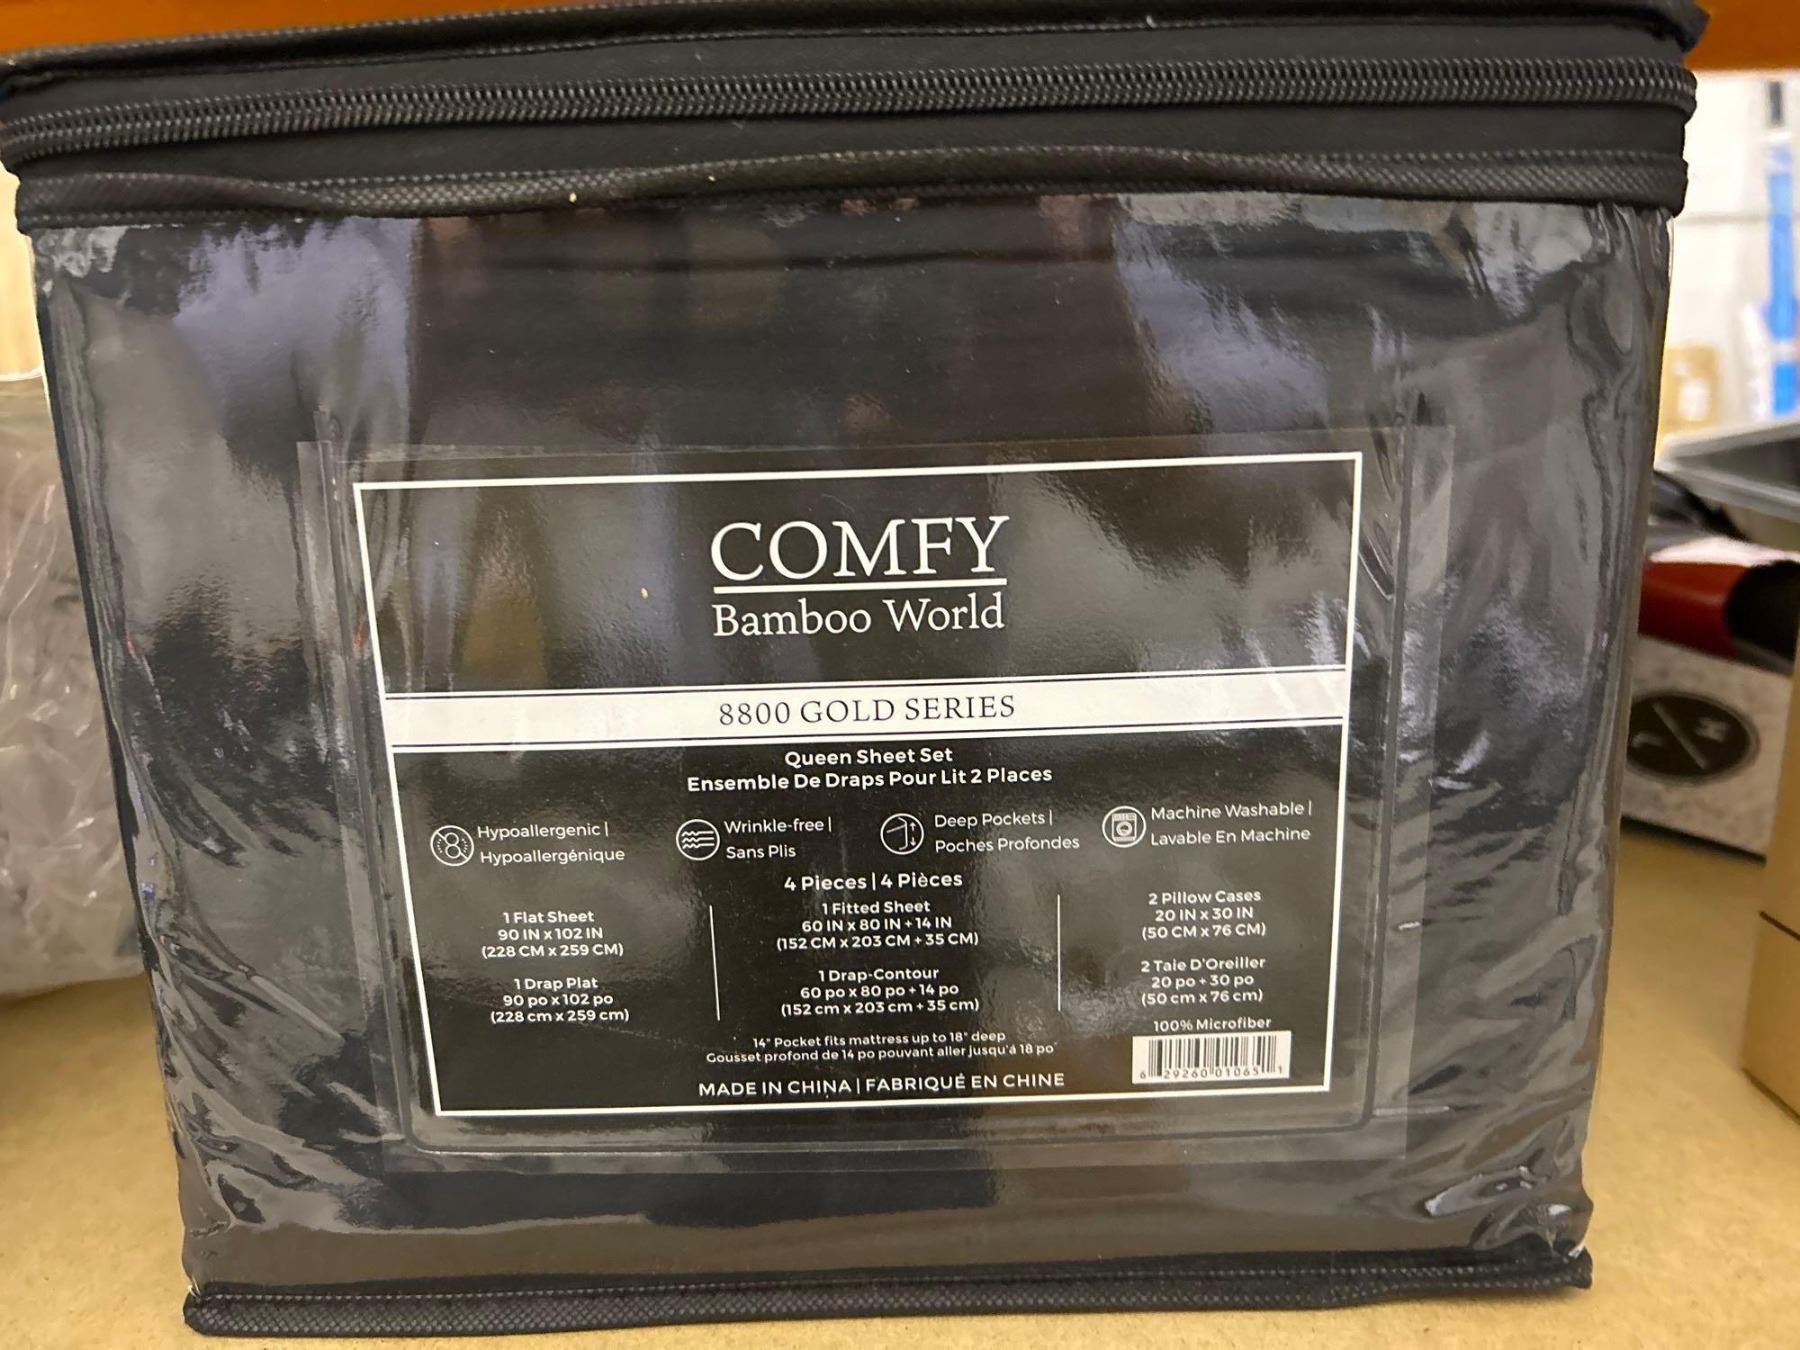 COMFY
Bamboo World
8800 GOLD SERIES
Queen Sheet Set
Ensemble De Draps Pour Lit 2 Places
Hypoallergenic |
Hypoallergénique
Wrinkle-free |
Sans Plis
Deep Pockets |
Poches Profondes
Machine Washable |
Lavable En Machine
4 Pieces | 4 Pièces
1 Flat Sheet
90 IN x 102 IN
(228 CM x 259 CM)
1 Drap Plat
90 po x 102 po
(228 cm x 259 cm)
1 Fitted Sheet
60 IN x 80 IN + 14 IN
(152 CM x 203 CM + 35 CM)
1 Drap-Contour
60 po x 80 po + 14 po
(152 cm x 203 cm + 35 cm)
2 Pillow Cases
20 IN x 30 IN
(50 CM x 76 CM)
2 Taie D'Oreiller
20 po + 30 po
(50 cm x 76 cm)
14" Pocket fits mattress up to 18" deep
Gousset profond de 14 po pouvant aller jusqu'á 18 po
100% Microfiber
6 29260 01065 1
MADE IN CHINA | FABRIQUÉ EN CHINE